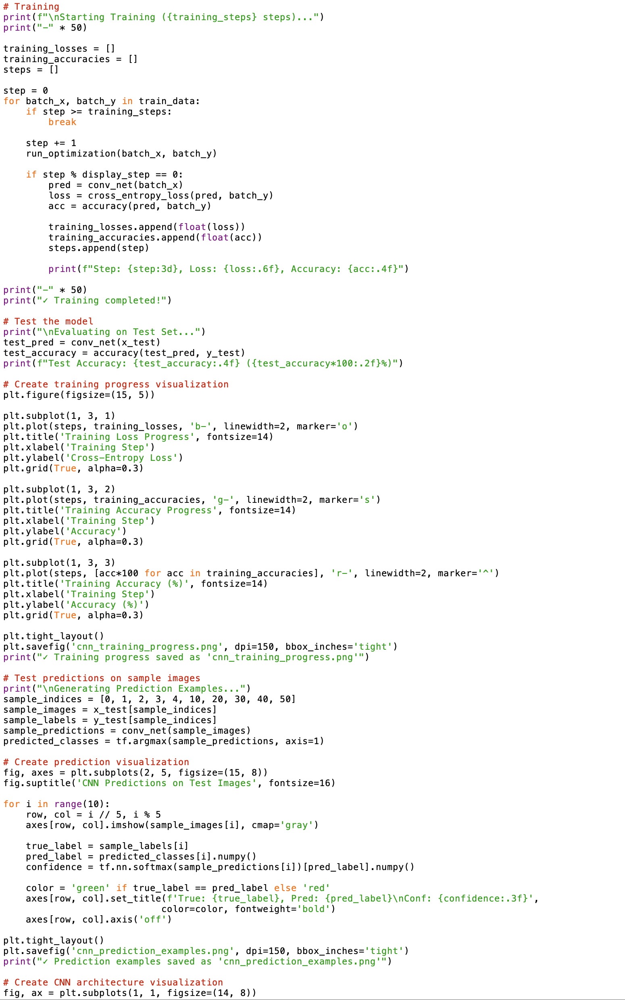 # Training
print(f"\nStarting Training ({training_steps} steps)...")
print("-" * 50)

training_losses = []
training_accuracies = []
steps = []

step = 0
for batch_x, batch_y in train_data:
    if step >= training_steps:
        break

    step += 1
    run_optimization(batch_x, batch_y)

    if step % display_step == 0:
        pred = conv_net(batch_x)
        loss = cross_entropy_loss(pred, batch_y)
        acc = accuracy(pred, batch_y)

        training_losses.append(float(loss))
        training_accuracies.append(float(acc))
        steps.append(step)

        print(f"Step: {step:3d}, Loss: {loss:.6f}, Accuracy: {acc:.4f}")

print("-" * 50)
print("✓ Training completed!")

# Test the model
print("\nEvaluating on Test Set...")
test_pred = conv_net(x_test)
test_accuracy = accuracy(test_pred, y_test)
print(f"Test Accuracy: {test_accuracy:.4f} ({test_accuracy*100:.2f}%)")

# Create training progress visualization
plt.figure(figsize=(15, 5))

plt.subplot(1, 3, 1)
plt.plot(steps, training_losses, 'b-', linewidth=2, marker='o')
plt.title('Training Loss Progress', fontsize=14)
plt.xlabel('Training Step')
plt.ylabel('Cross-Entropy Loss')
plt.grid(True, alpha=0.3)

plt.subplot(1, 3, 2)
plt.plot(steps, training_accuracies, 'g-', linewidth=2, marker='s')
plt.title('Training Accuracy Progress', fontsize=14)
plt.xlabel('Training Step')
plt.ylabel('Accuracy')
plt.grid(True, alpha=0.3)

plt.subplot(1, 3, 3)
plt.plot(steps, [acc*100 for acc in training_accuracies], 'r-', linewidth=2, marker='^')
plt.title('Training Accuracy (%)', fontsize=14)
plt.xlabel('Training Step')
plt.ylabel('Accuracy (%)')
plt.grid(True, alpha=0.3)

plt.tight_layout()
plt.savefig('cnn_training_progress.png', dpi=150, bbox_inches='tight')
print("✓ Training progress saved as 'cnn_training_progress.png'")

# Test predictions on sample images
print("\nGenerating Prediction Examples...")
sample_indices = [0, 1, 2, 3, 4, 10, 20, 30, 40, 50]
sample_images = x_test[sample_indices]
sample_labels = y_test[sample_indices]
sample_predictions = conv_net(sample_images)
predicted_classes = tf.argmax(sample_predictions, axis=1)

# Create prediction visualization
fig, axes = plt.subplots(2, 5, figsize=(15, 8))
fig.suptitle('CNN Predictions on Test Images', fontsize=16)

for i in range(10):
    row, col = i // 5, i % 5
    axes[row, col].imshow(sample_images[i], cmap='gray')

    true_label = sample_labels[i]
    pred_label = predicted_classes[i].numpy()
    confidence = tf.nn.softmax(sample_predictions[i])[pred_label].numpy()

    color = 'green' if true_label == pred_label else 'red'
    axes[row, col].set_title(f'True: {true_label}, Pred: {pred_label}\nConf: {confidence:.3f}',
                            color=color, fontweight='bold')
    axes[row, col].axis('off')

plt.tight_layout()
plt.savefig('cnn_prediction_examples.png', dpi=150, bbox_inches='tight')
print("✓ Prediction examples saved as 'cnn_prediction_examples.png'")

# Create CNN architecture visualization
fig, ax = plt.subplots(1, 1, figsize=(14, 8))